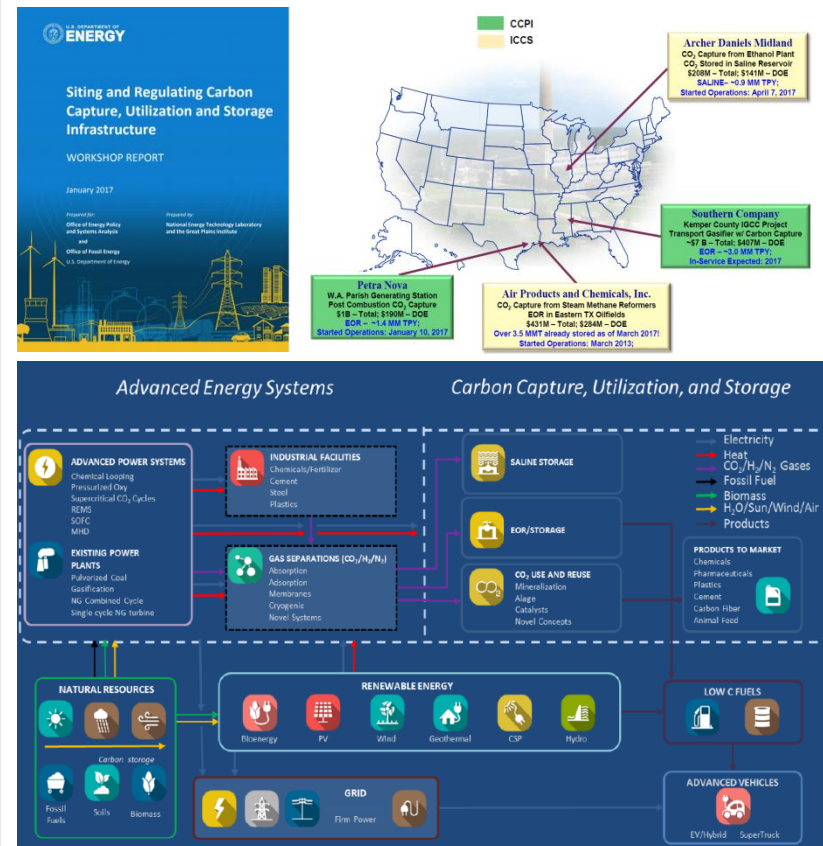 U.S. DEPARTMENT OF
ENERGY
Siting and Regulating Carbon
Capture, Utilization and Storage
Infrastructure
WORKSHOP REPORT
January 2017
Prepared for:
Office of Energy Policy
and Systems Analysis
and
Office of Fossil Energy
U.S. Department of Energy
Prepared by:
National Energy Technology Laboratory
and the Great Plains Institute
CCPI
ICCS
Archer Daniels Midland
CO2 Capture from Ethanol Plant
CO2 Stored in Saline Reservoir
$208M – Total; $141M – DOE
SALINE– ~0.9 MM TPY;
Started Operations: April 7, 2017
Southern Company
Kemper County IGCC Project
Transport Gasifier w/ Carbon Capture
~$7 B – Total; $407M – DOE
EOR – ~3.0 MM TPY;
In-Service Expected: 2017
Petra Nova
W.A. Parish Generating Station
Post Combustion CO2 Capture
$1B – Total; $190M – DOE
EOR – ~1.4 MM TPY;
Started Operations: January 10, 2017
Air Products and Chemicals, Inc.
CO2 Capture from Steam Methane Reformers
EOR in Eastern TX Oilfields
$431M – Total; $284M – DOE
Over 3.5 MMT already stored as of March 2017!
Started Operations: March 2013;
Advanced Energy Systems
Carbon Capture, Utilization, and Storage
ADVANCED POWER SYSTEMS
Chemical Looping
Pressurized Oxy
Supercritical CO2 Cycles
REMS
SOFC
MHD
EXISTING POWER
PLANTS
Pulverized Coal
Gasification
NG Combined Cycle
Single cycle NG turbine
INDUSTRIAL FACILITIES
Chemicals/Fertilizer
Cement
Steel
Plastics
GAS SEPARATIONS (CO2/H2/N2)
Absorption
Adsorption
Membranes
Cryogenic
Novel Systems
SALINE STORAGE
EOR/STORAGE
CO2
CO2 USE AND REUSE
Mineralization
Alage
Catalysts
Novel Concepts
Electricity
Heat
CO2/H2/N2 Gases
Fossil Fuel
Biomass
H2O/Sun/Wind/Air
Products
PRODUCTS TO MARKET
Chemicals
Pharmaceuticals
Plastics
Cement
Carbon Fiber
Animal Food
NATURAL RESOURCES
Carbon storage
Fossil
Fuels
Soils
Biomass
RENEWABLE ENERGY
Bioenergy
PV
Wind
Geothermal
CSP
Hydro
LOW C FUELS
GRID
Firm Power
ADVANCED VEHICLES
EV/Hybrid
SuperTruck